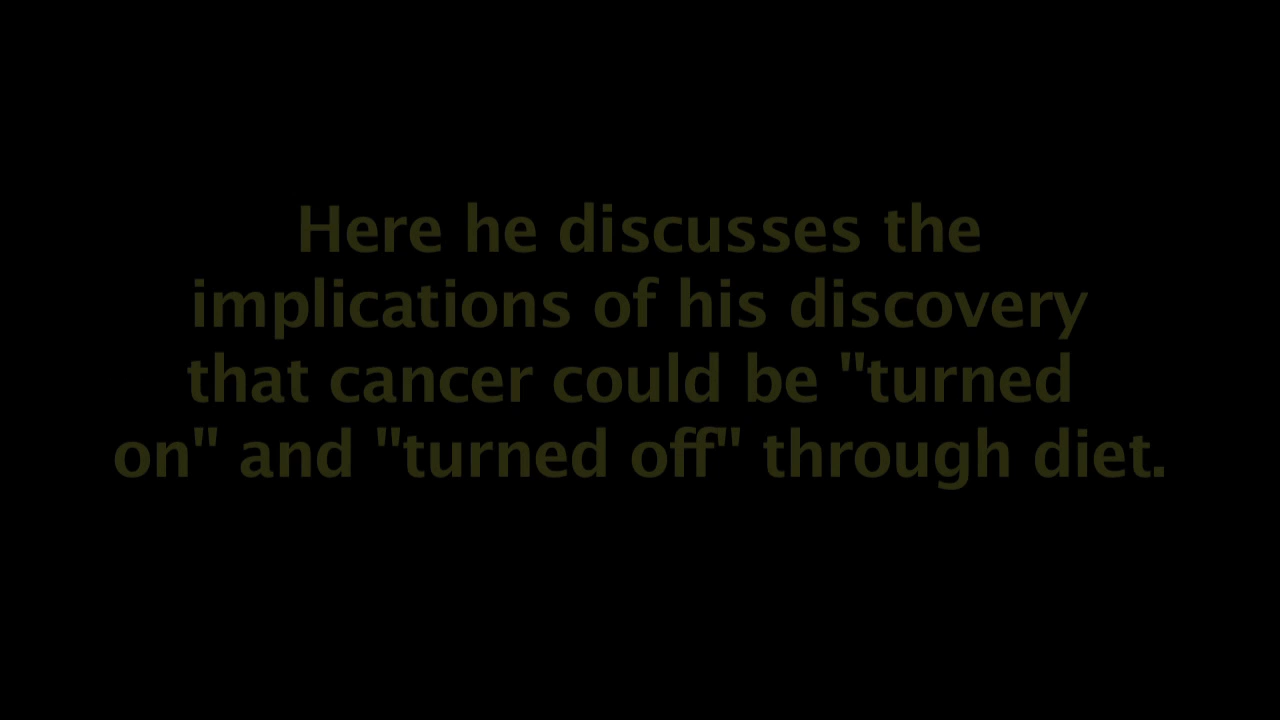 Here he discusses the
implications of his discovery
that cancer could be "turned
on" and "turned off" through diet.